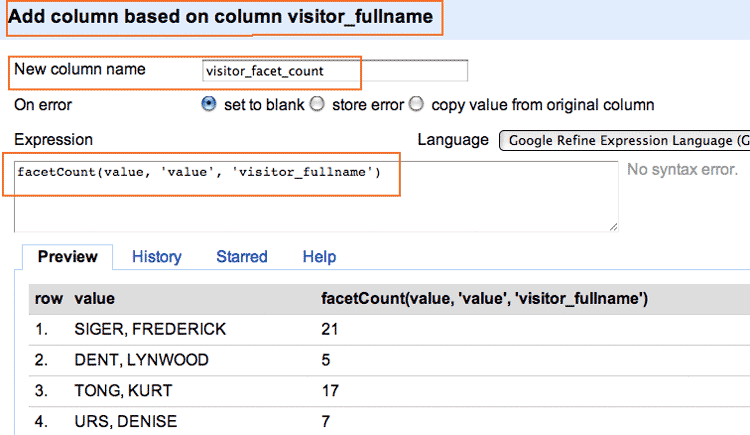 Add column based on column visitor_fullname
New column name visitor_facet_count
On error set to blank store error copy value from original column
Expression Language Google Refine Expression Language (G
facetCount(value, 'value', 'visitor_fullname') No syntax error.
Preview History Starred Help
row value facetCount(value, 'value', 'visitor_fullname')
1. SIGER, FREDERICK 21
2. DENT, LYNWOOD 5
3. TONG, KURT 17
4. URS, DENISE 7